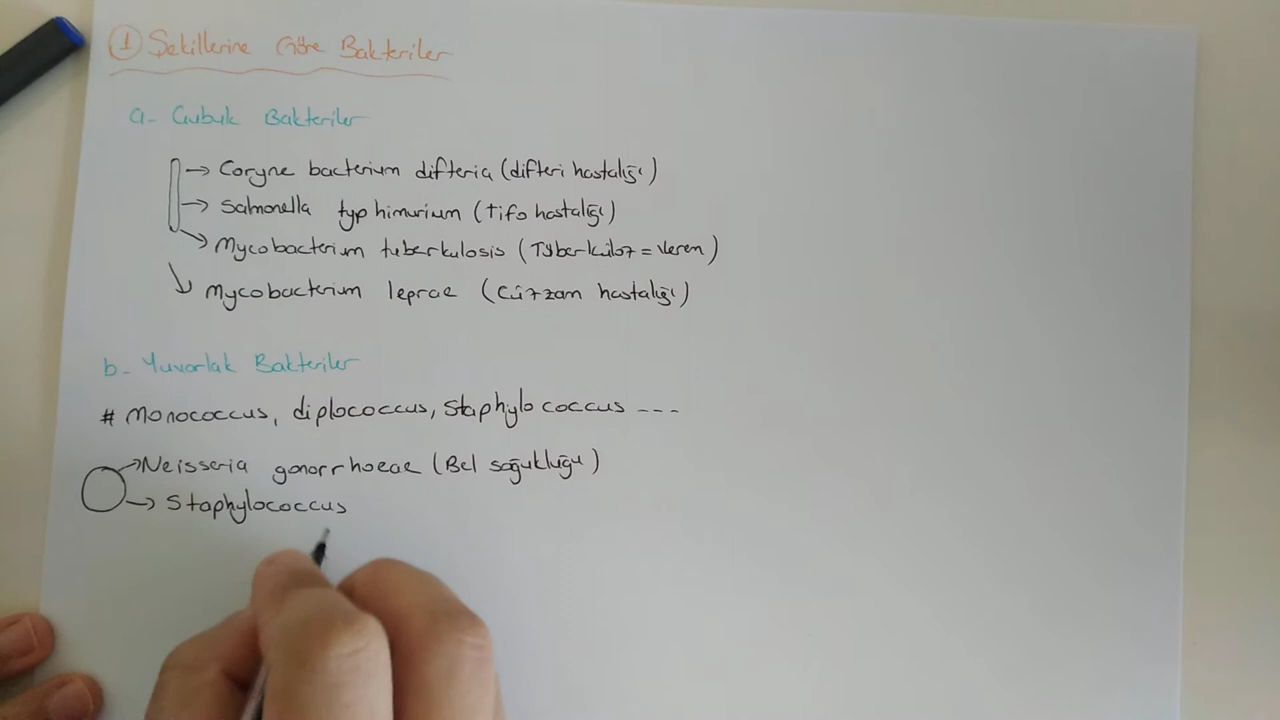 1 Şekillerine Göre Bakteriler
a- Çubuk Bakteriler
→ Coryne bacterium difteria (difteri hastalığı)
→ Salmonella typhimurium (Tifo hastalığı)
→ Mycobacterium tuberkulosis (Tüberküloz = Verem)
→ Mycobacterium leprae (Cüzzam hastalığı)
b- Yuvarlak Bakteriler
# Monococcus, diplococcus, Staphylococcus ---
→ Neisseria gonorrhoeae (Bel soğukluğu)
→ Staphylococcus